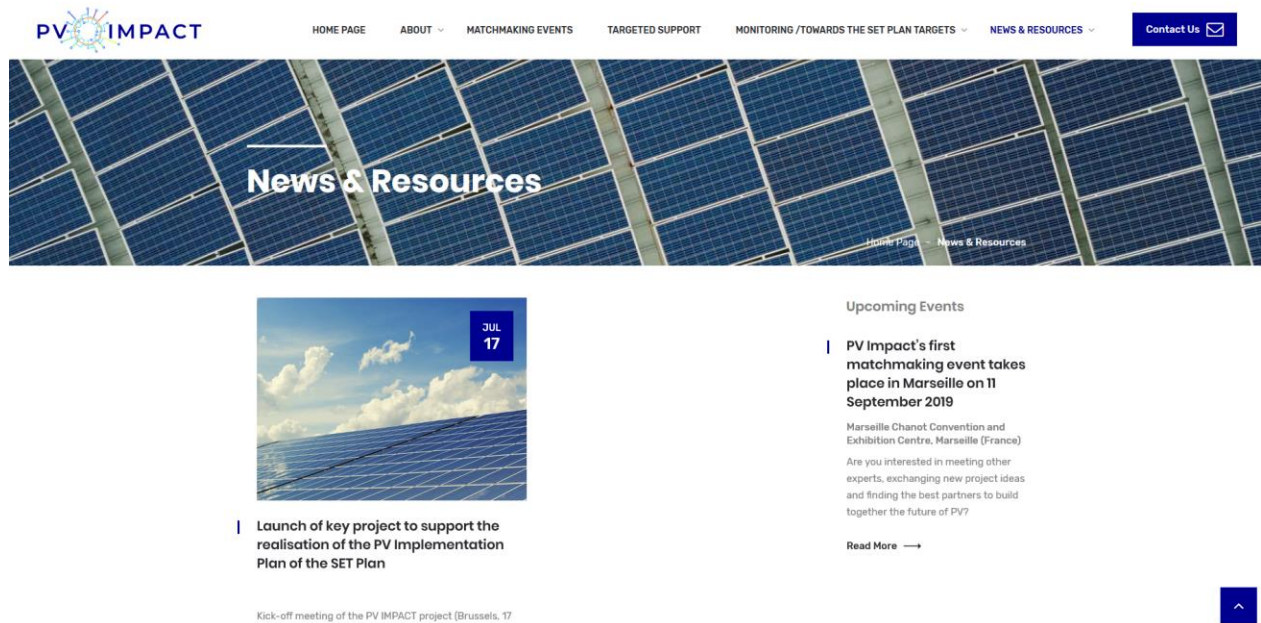 PV IMPACT
HOME PAGE
ABOUT
MATCHMAKING EVENTS
TARGETED SUPPORT
MONITORING /TOWARDS THE SET PLAN TARGETS
NEWS & RESOURCES
Contact Us
News & Resources
Home Page - News & Resources
JUL
17
Launch of key project to support the
realisation of the PV Implementation
Plan of the SET Plan
Kick-off meeting of the PV IMPACT project (Brussels, 17
Upcoming Events
PV Impact's first
matchmaking event takes
place in Marseille on 11
September 2019
Marseille Chanot Convention and
Exhibition Centre, Marseille (France)
Are you interested in meeting other
experts, exchanging new project ideas
and finding the best partners to build
together the future of PV?
Read More